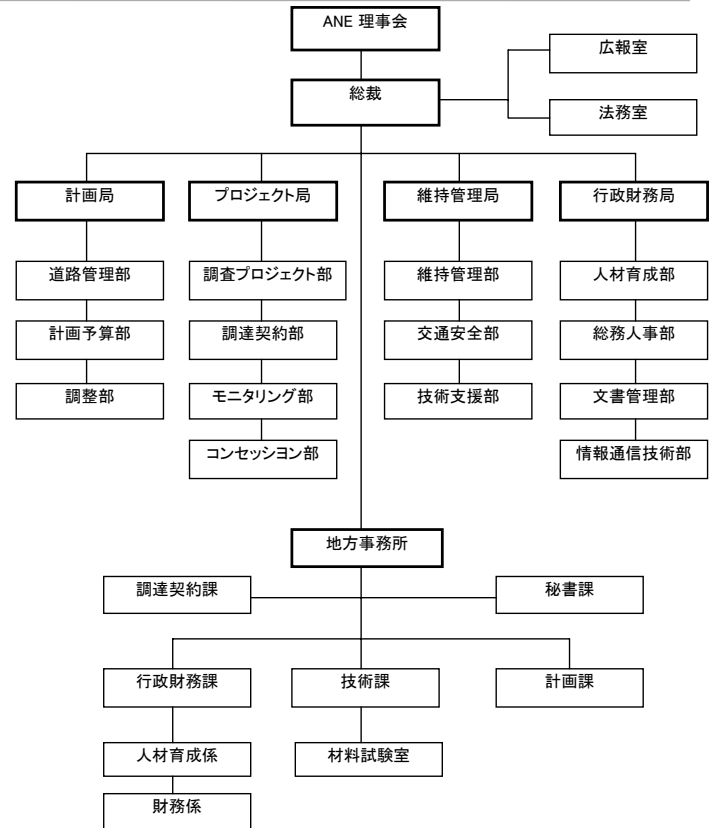 ANE 理事会
広報室
総裁
法務室
計画局
プロジェクト局
維持管理局
行政財務局
道路管理部
調査プロジェクト部
維持管理部
人材育成部
計画予算部
調達契約部
交通安全部
総務人事部
調整部
モニタリング部
技術支援部
文書管理部
コンセッシヨン部
情報通信技術部
地方事務所
調達契約課
秘書課
行政財務課
技術課
計画課
人材育成係
材料試験室
財務係